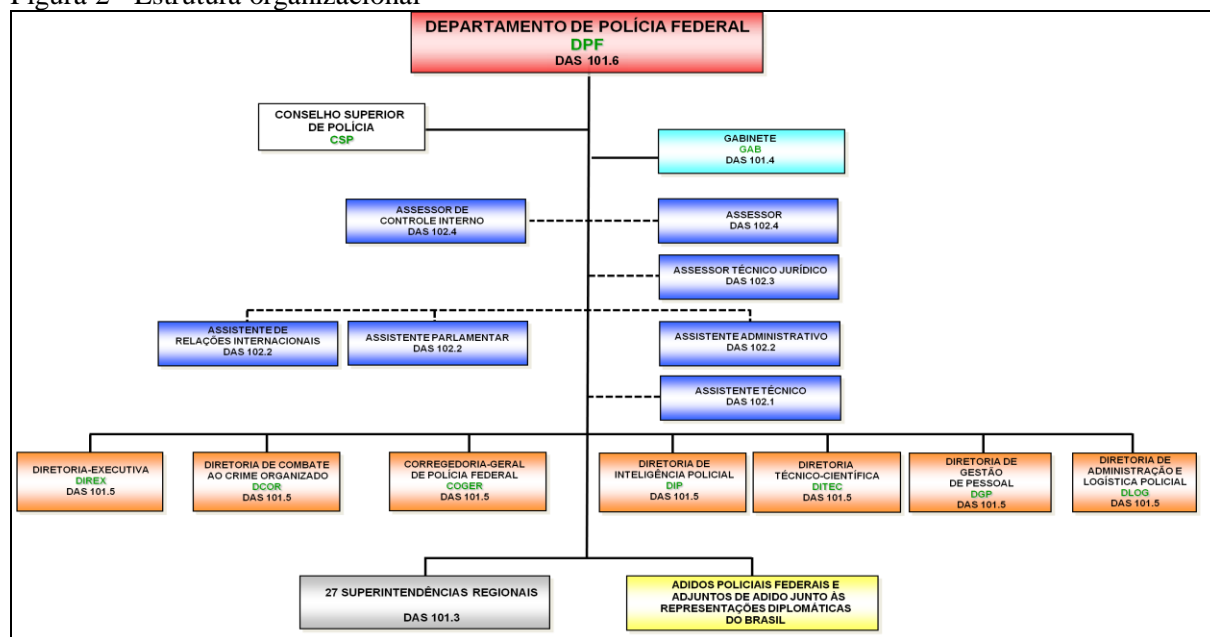 Figura 2 - Estrutura organizacional
DEPARTAMENTO DE POLÍCIA FEDERAL
DPF
DAS 101.6
CONSELHO SUPERIOR
DE POLÍCIA
CSP
GABINETE
GAB
DAS 101.4
ASSESSOR DE
CONTROLE INTERNO
DAS 102.4
ASSESSOR
DAS 102.4
ASSESSOR TÉCNICO JURÍDICO
DAS 102.3
ASSISTENTE DE
RELAÇÕES INTERNACIONAIS
DAS 102.2
ASSISTENTE PARLAMENTAR
DAS 102.2
ASSISTENTE ADMINISTRATIVO
DAS 102.2
ASSISTENTE TÉCNICO
DAS 102.1
DIRETORIA-EXECUTIVA
DIREX
DAS 101.5
DIRETORIA DE COMBATE
AO CRIME ORGANIZADO
DCOR
DAS 101.5
CORREGEDORIA-GERAL
DE POLÍCIA FEDERAL
COGER
DAS 101.5
DIRETORIA DE
INTELIGÊNCIA POLICIAL
DIP
DAS 101.5
DIRETORIA
TÉCNICO-CIENTÍFICA
DITEC
DAS 101.5
DIRETORIA DE
GESTÃO
DE PESSOAL
DGP
DAS 101.5
DIRETORIA DE
ADMINISTRAÇÃO E
LOGÍSTICA POLICIAL
DLOG
DAS 101.5
27 SUPERINTENDÊNCIAS REGIONAIS
DAS 101.3
ADIDOS POLICIAIS FEDERAIS E
ADJUNTOS DE ADIDO JUNTO ÀS
REPRESENTAÇÕES DIPLOMÁTICAS
DO BRASIL